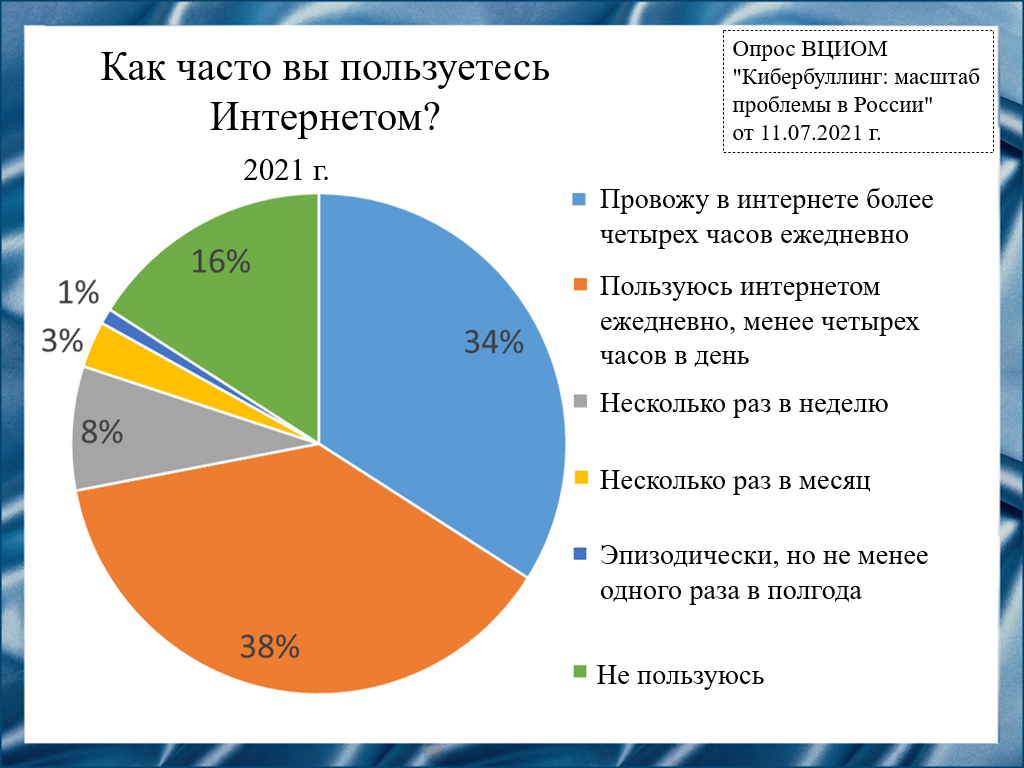 Как часто вы пользуетесь
Интернетом?
2021 г.
Опрос ВЦИОМ
"Кибербуллинг: масштаб
проблемы в России"
от 11.07.2021 г.
16%
1%
3%
8%
34%
38%
Провожу в интернете более
четырех часов ежедневно
Пользуюсь интернетом
ежедневно, менее четырех
часов в день
Несколько раз в неделю
Несколько раз в месяц
Эпизодически, но не менее
одного раза в полгода
Не пользуюсь